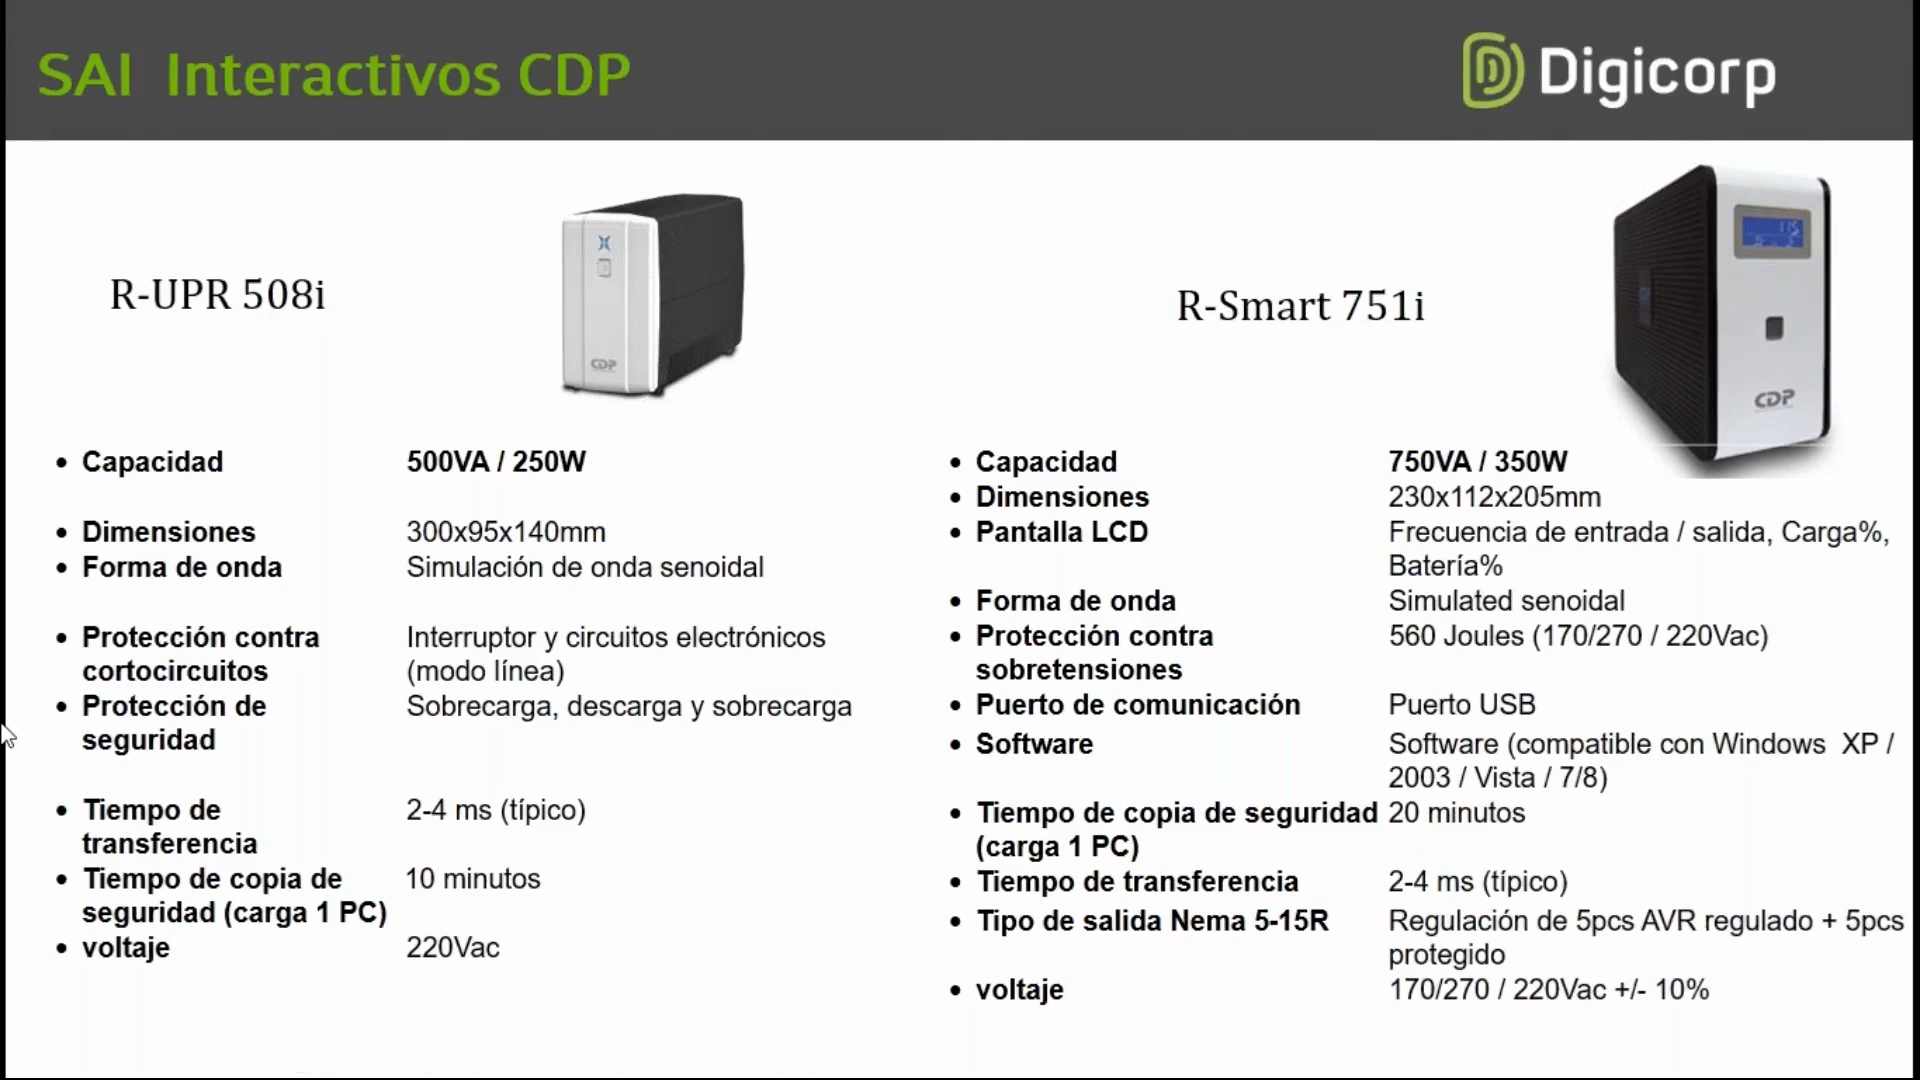 SAI Interactivos CDP
Digicorp
R-UPR 508i
CDP
• Capacidad 500VA / 250W
• Dimensiones 300x95x140mm
• Forma de onda Simulación de onda senoidal
• Protección contra Interruptor y circuitos electrónicos
cortocircuitos (modo línea)
• Protección de Sobrecarga, descarga y sobrecarga
seguridad
• Tiempo de 2-4 ms (típico)
transferencia
• Tiempo de copia de 10 minutos
seguridad (carga 1 PC)
• voltaje 220Vac
R-Smart 751i
CDP
• Capacidad 750VA / 350W
• Dimensiones 230x112x205mm
• Pantalla LCD Frecuencia de entrada / salida, Carga%,
Batería%
• Forma de onda Simulated senoidal
• Protección contra 560 Joules (170/270 / 220Vac)
sobretensiones
• Puerto de comunicación Puerto USB
• Software Software (compatible con Windows XP /
2003 / Vista / 7/8)
• Tiempo de copia de seguridad 20 minutos
(carga 1 PC)
• Tiempo de transferencia 2-4 ms (típico)
• Tipo de salida Nema 5-15R Regulación de 5pcs AVR regulado + 5pcs
protegido
• voltaje 170/270 / 220Vac +/- 10%